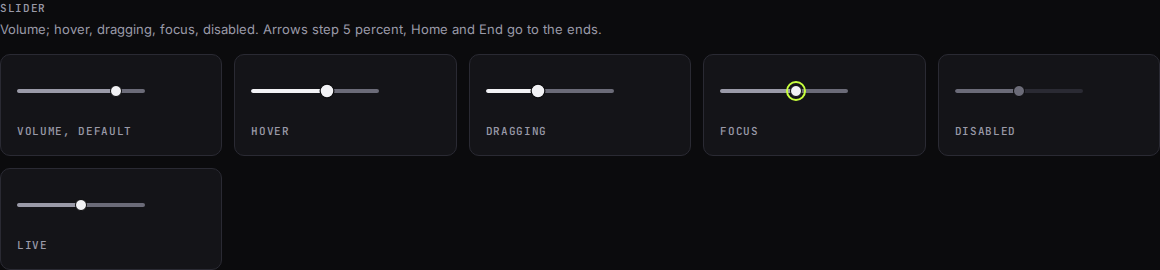 SLIDER
Volume; hover, dragging, focus, disabled. Arrows step 5 percent, Home and End go to the ends.
VOLUME, DEFAULT
HOVER
DRAGGING
FOCUS
DISABLED
LIVE